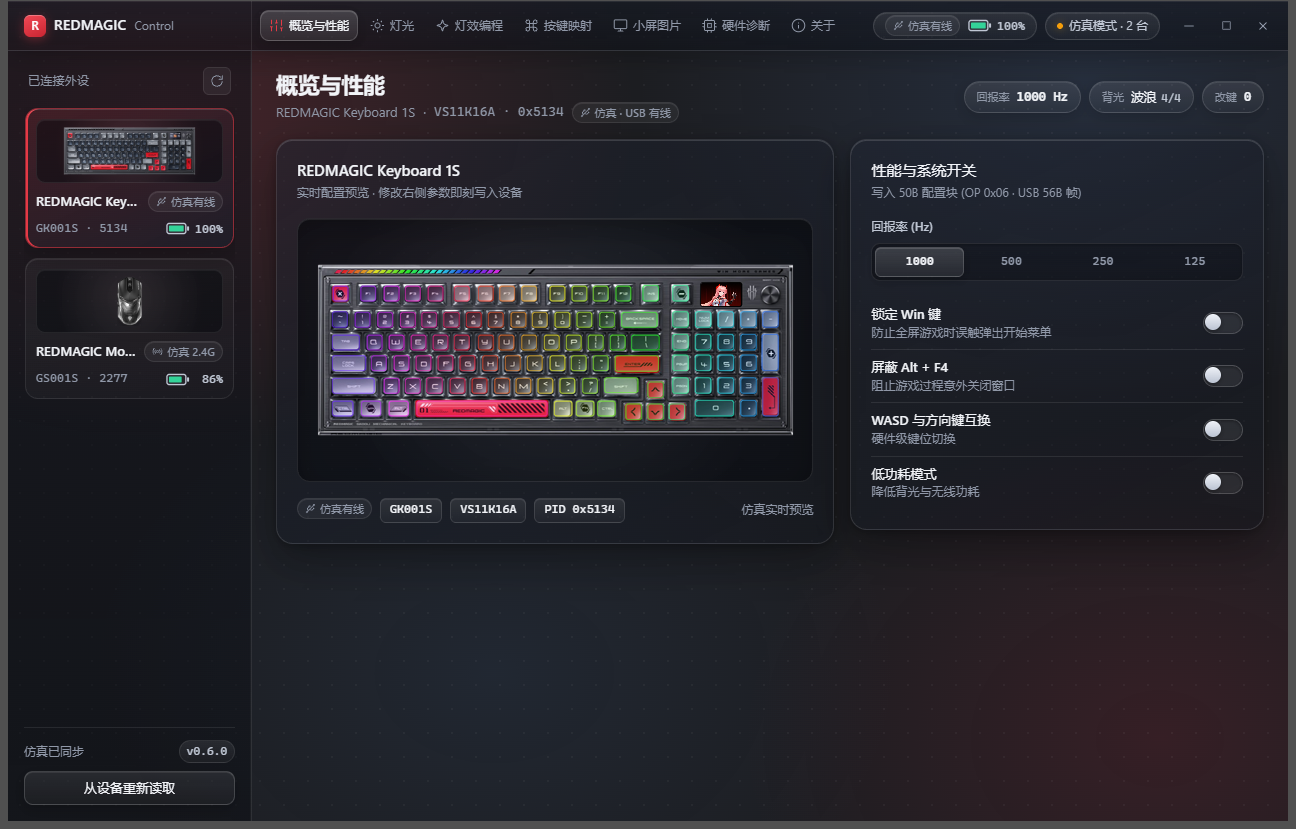 R REDMAGIC Control
概览与性能 灯光 灯效编程 按键映射 小屏图片 硬件诊断 关于
仿真有线 100% 仿真模式 · 2 台
已连接外设
REDMAGIC Key... 仿真有线
GK001S · 5134 100%
REDMAGIC Mo... 仿真 2.4G
GS001S · 2277 86%
仿真已同步 v0.6.0
从设备重新读取
概览与性能
REDMAGIC Keyboard 1S · VS11K16A · 0x5134 仿真 · USB 有线
回报率 1000 Hz 背光 波浪 4/4 改键 0
REDMAGIC Keyboard 1S
实时配置预览 · 修改右侧参数即刻写入设备
仿真有线 GK001S VS11K16A PID 0x5134 仿真实时预览
性能与系统开关
写入 50B 配置块 (OP 0x06 · USB 56B 帧)
回报率 (Hz)
1000 500 250 125
锁定 Win 键
防止全屏游戏时误触弹出开始菜单
屏蔽 Alt + F4
阻止游戏过程意外关闭窗口
WASD 与方向键互换
硬件级键位切换
低功耗模式
降低背光与无线功耗